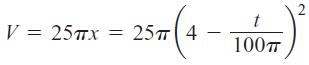 V = 25πx = 25π(4 − t/100π)²